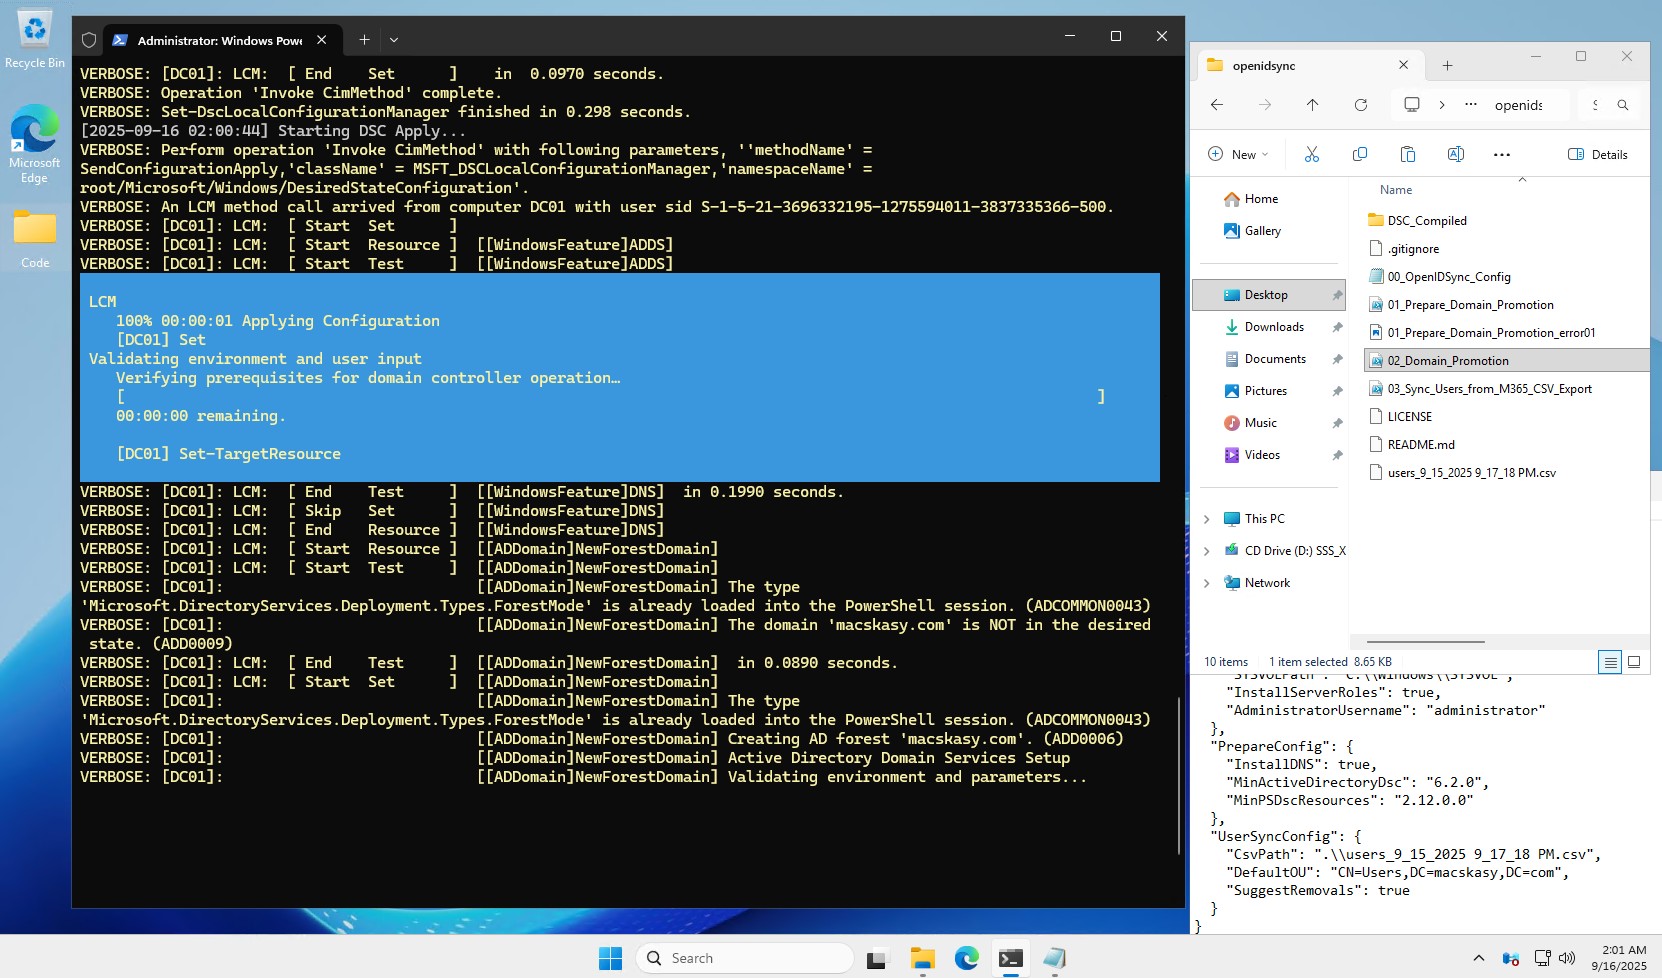 Recycle Bin
Microsoft
Edge
Code
Administrator: Windows Powe
VERBOSE: [DC01]: LCM:  [ End    Set      ]    in  0.0970 seconds.
VERBOSE: Operation 'Invoke CimMethod' complete.
VERBOSE: Set-DscLocalConfigurationManager finished in 0.298 seconds.
[2025-09-16 02:00:44] Starting DSC Apply...
VERBOSE: Perform operation 'Invoke CimMethod' with following parameters, ''methodName' =
SendConfigurationApply,'className' = MSFT_DSCLocalConfigurationManager,'namespaceName' =
root/Microsoft/Windows/DesiredStateConfiguration'.
VERBOSE: An LCM method call arrived from computer DC01 with user sid S-1-5-21-3696332195-1275594011-3837335366-500.
VERBOSE: [DC01]: LCM:  [ Start  Set      ]
VERBOSE: [DC01]: LCM:  [ Start  Resource ]  [[WindowsFeature]ADDS]
VERBOSE: [DC01]: LCM:  [ Start  Test     ]  [[WindowsFeature]ADDS]
LCM
100% 00:00:01 Applying Configuration
[DC01] Set
Validating environment and user input
Verifying prerequisites for domain controller operation…
[ ]
00:00:00 remaining.
[DC01] Set-TargetResource
VERBOSE: [DC01]: LCM:  [ End    Test     ]  [[WindowsFeature]DNS]  in 0.1990 seconds.
VERBOSE: [DC01]: LCM:  [ Skip   Set      ]  [[WindowsFeature]DNS]
VERBOSE: [DC01]: LCM:  [ End    Resource ]  [[WindowsFeature]DNS]
VERBOSE: [DC01]: LCM:  [ Start  Resource ]  [[ADDomain]NewForestDomain]
VERBOSE: [DC01]: LCM:  [ Start  Test     ]  [[ADDomain]NewForestDomain]
VERBOSE: [DC01]:                            [[ADDomain]NewForestDomain] The type
'Microsoft.DirectoryServices.Deployment.Types.ForestMode' is already loaded into the PowerShell session. (ADCOMMON0043)
VERBOSE: [DC01]:                            [[ADDomain]NewForestDomain] The domain 'macskasy.com' is NOT in the desired
state. (ADD0009)
VERBOSE: [DC01]: LCM:  [ End    Test     ]  [[ADDomain]NewForestDomain]  in 0.0890 seconds.
VERBOSE: [DC01]: LCM:  [ Start  Set      ]  [[ADDomain]NewForestDomain]
VERBOSE: [DC01]:                            [[ADDomain]NewForestDomain] The type
'Microsoft.DirectoryServices.Deployment.Types.ForestMode' is already loaded into the PowerShell session. (ADCOMMON0043)
VERBOSE: [DC01]:                            [[ADDomain]NewForestDomain] Creating AD forest 'macskasy.com'. (ADD0006)
VERBOSE: [DC01]:                            [[ADDomain]NewForestDomain] Active Directory Domain Services Setup
VERBOSE: [DC01]:                            [[ADDomain]NewForestDomain] Validating environment and parameters...
openidsync
openids
New
Details
Home
Gallery
Desktop
Downloads
Documents
Pictures
Music
Videos
This PC
CD Drive (D:) SSS_X
Network
Name
DSC_Compiled
.gitignore
00_OpenIDSync_Config
01_Prepare_Domain_Promotion
01_Prepare_Domain_Promotion_error01
02_Domain_Promotion
03_Sync_Users_from_M365_CSV_Export
LICENSE
README.md
users_9_15_2025 9_17_18 PM.csv
10 items 1 item selected 8.65 KB
"SYSVOLPath": "C:\\Windows\\SYSVOL",
"InstallServerRoles": true,
"AdministratorUsername": "administrator"
},
"PrepareConfig": {
"InstallDNS": true,
"MinActiveDirectoryDsc": "6.2.0",
"MinPSDscResources": "2.12.0.0"
},
"UserSyncConfig": {
"CsvPath": ".\\users_9_15_2025 9_17_18 PM.csv",
"DefaultOU": "CN=Users,DC=macskasy,DC=com",
"SuggestRemovals": true
}
}
Search
2:01 AM
9/16/2025